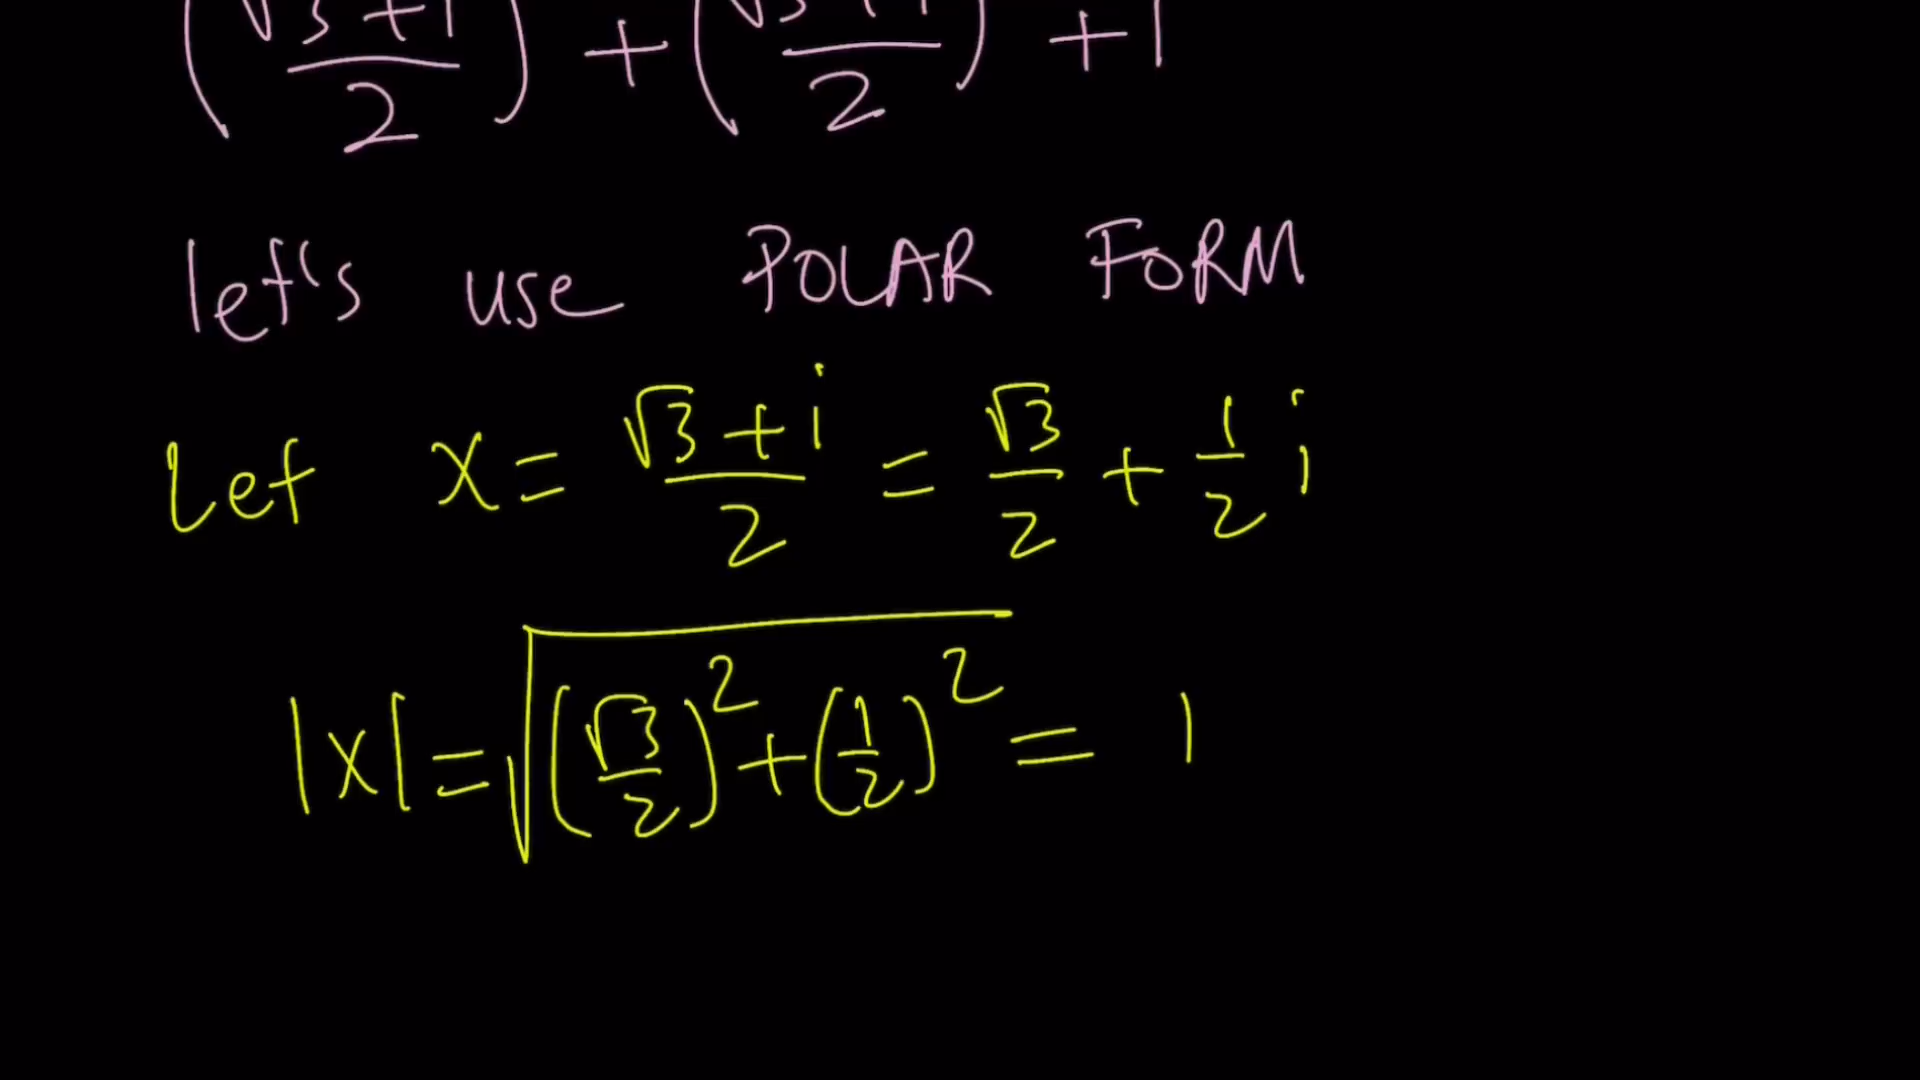 (√3+i / 2) + (√3+i / 2) + 1
let's use POLAR FORM
Let x = √3+i / 2 = √3/2 + 1/2 i
|x| = √((√3/2)² + (1/2)²) = 1